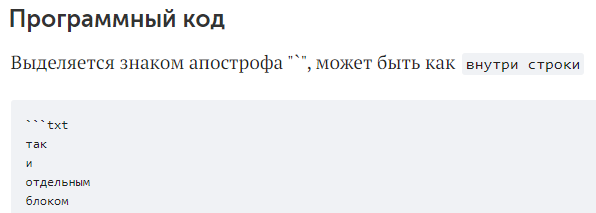 Программный код
Выделяется знаком апострофа "`", может быть как внутри строки
```txt
так
и
отдельным
блоком